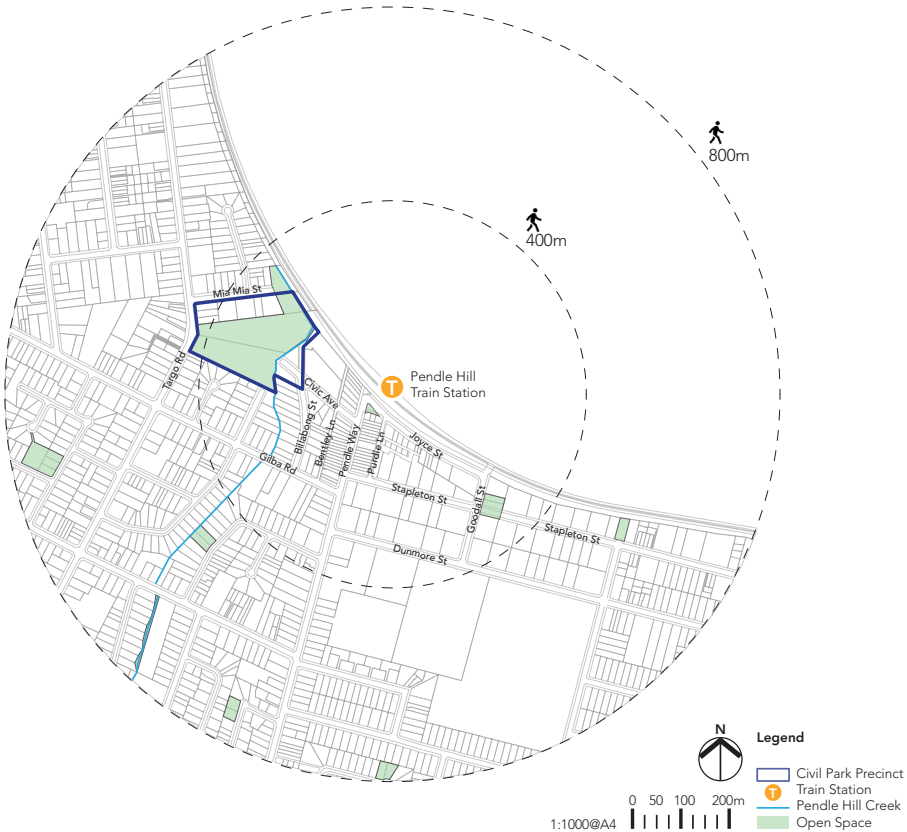 800m
400m
Mia Mia St
Targo Rd
Pendle Hill
Train Station
T
Civic Ave
Billabong St
Bentley Ln
Pendle Way
Purdie Ln
Joyce St
Gilba Rd
Stapleton St
Goodall St
Stapleton St
Dunmore St
N
Legend
Civil Park Precinct
T
Train Station
Pendle Hill Creek
Open Space
0 50 100 200m
1:1000@A4